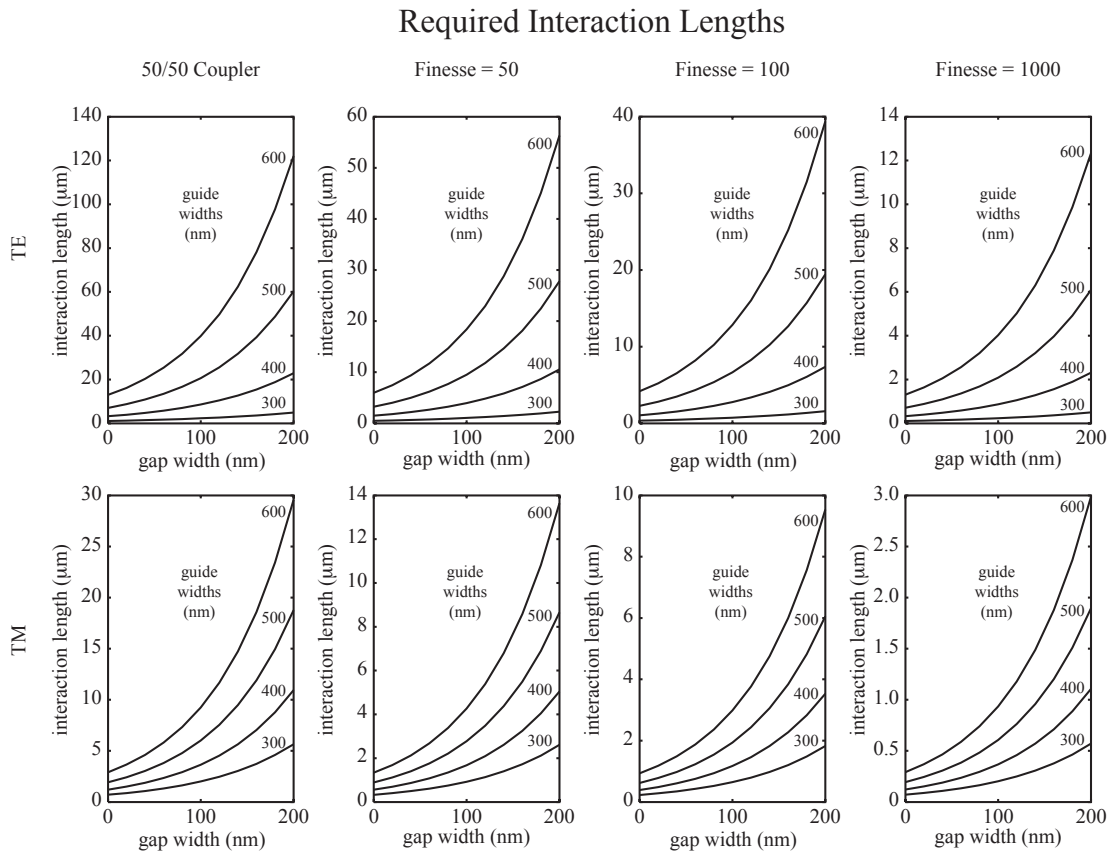 Required Interaction Lengths
50/50 Coupler Finesse = 50 Finesse = 100 Finesse = 1000
TE
interaction length (μm)
140
120
100
80
60
40
20
0
0 100 200
gap width (nm)
guide
widths
(nm)
600
500
400
300
interaction length (μm)
60
50
40
30
20
10
0
0 100 200
gap width (nm)
guide
widths
(nm)
600
500
400
300
interaction length (μm)
40
30
20
10
0
0 100 200
gap width (nm)
guide
widths
(nm)
600
500
400
300
interaction length (μm)
14
12
10
8
6
4
2
0
0 100 200
gap width (nm)
guide
widths
(nm)
600
500
400
300
TM
interaction length (μm)
30
25
20
15
10
5
0
0 100 200
gap width (nm)
guide
widths
(nm)
600
500
400
300
interaction length (μm)
14
12
10
8
6
4
2
0
0 100 200
gap width (nm)
guide
widths
(nm)
600
500
400
300
interaction length (μm)
10
8
6
4
2
0
0 100 200
gap width (nm)
guide
widths
(nm)
600
500
400
300
interaction length (μm)
3.0
2.5
2.0
1.5
1.0
0.5
0
0 100 200
gap width (nm)
guide
widths
(nm)
600
500
400
300